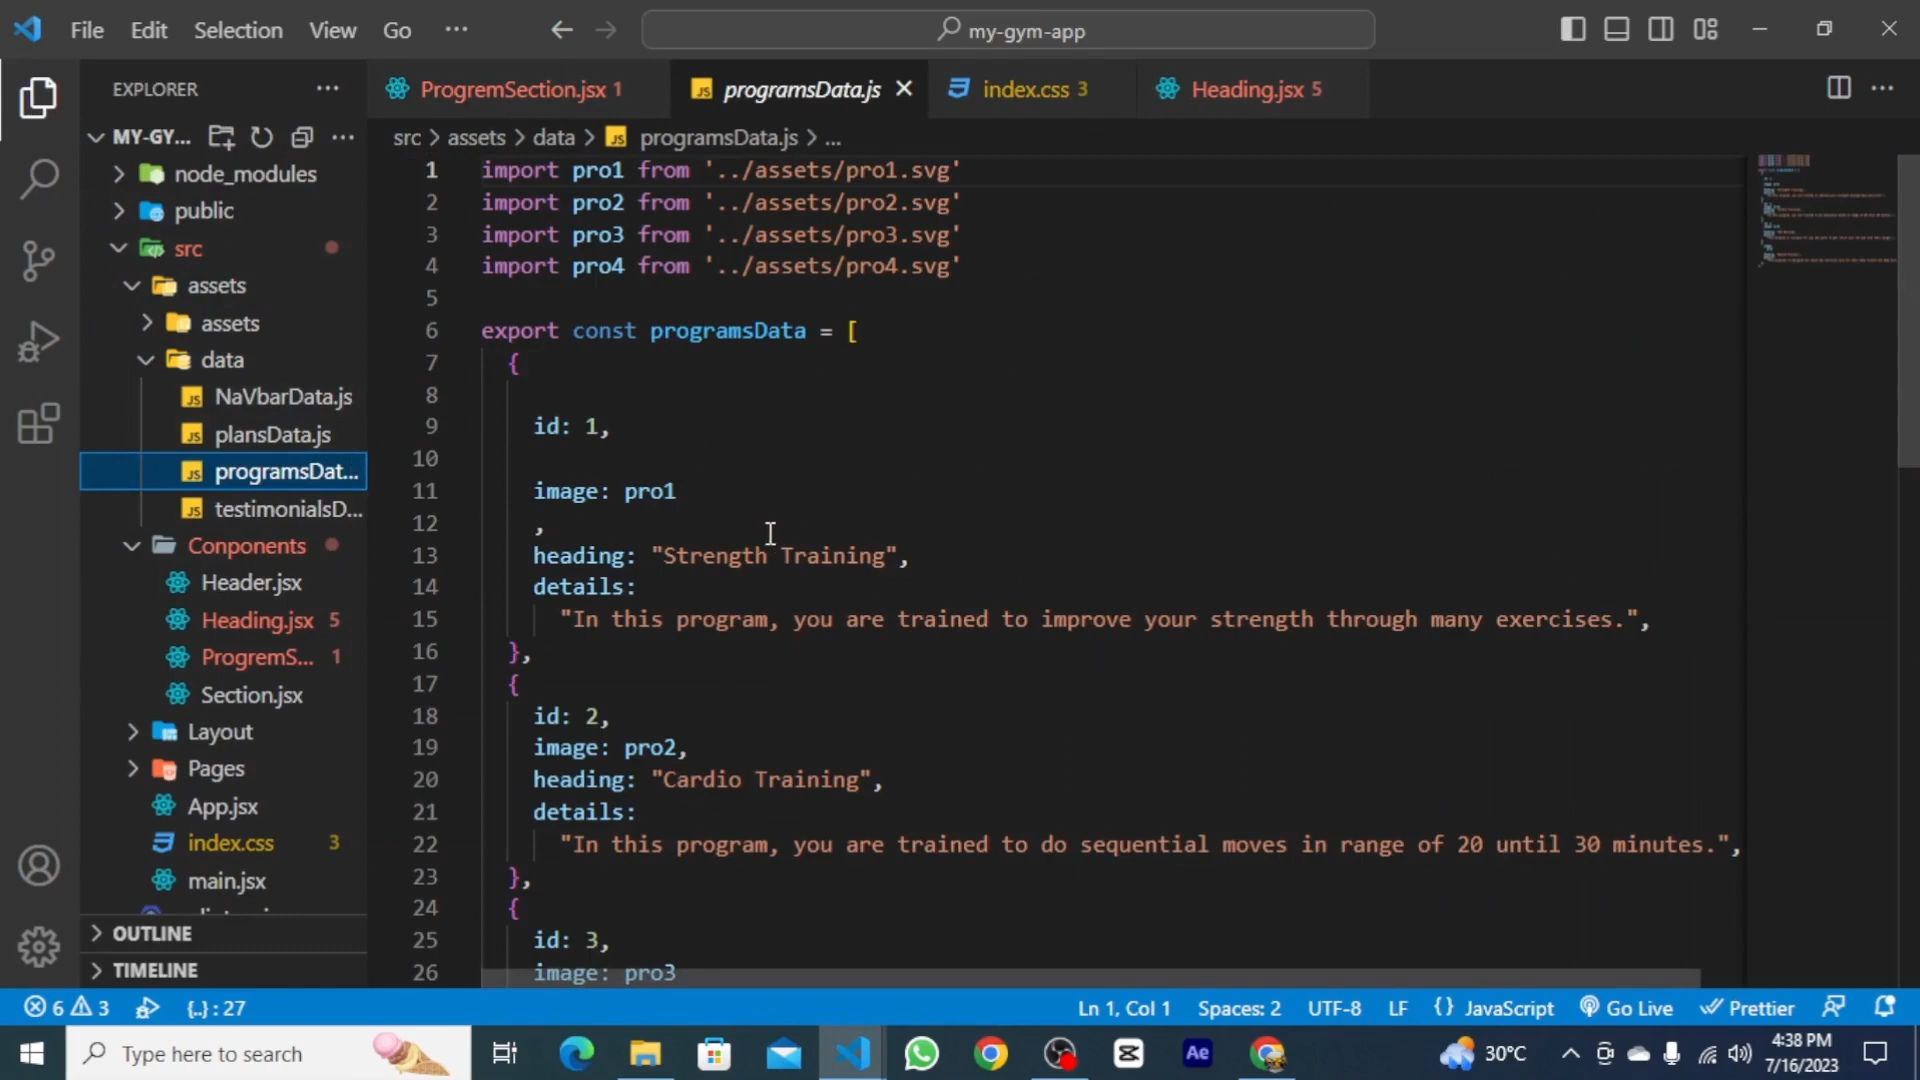 File Edit Selection View Go ...
my-gym-app
EXPLORER ...
ProgremSection.jsx 1
programsData.js
index.css 3
Heading.jsx 5
...
MY-GY... ...
src > assets > data > JS programsData.js > ...
node_modules
public
src
assets
assets
data
JS NaVbarData.js
JS plansData.js
JS programsDat...
JS testimonialsD...
Conponents
Header.jsx
Heading.jsx 5
ProgremS... 1
Section.jsx
Layout
Pages
App.jsx
index.css 3
main.jsx
OUTLINE
TIMELINE
1 import pro1 from '../assets/pro1.svg'
2 import pro2 from '../assets/pro2.svg'
3 import pro3 from '../assets/pro3.svg'
4 import pro4 from '../assets/pro4.svg'
5
6 export const programsData = [
7 {
8
9 id: 1,
10
11 image: pro1
12 ,
13 heading: "Strength Training",
14 details:
15 "In this program, you are trained to improve your strength through many exercises.",
16 },
17 {
18 id: 2,
19 image: pro2,
20 heading: "Cardio Training",
21 details:
22 "In this program, you are trained to do sequential moves in range of 20 until 30 minutes.",
23 },
24 {
25 id: 3,
26 image: pro3
6 3 {..} : 27
Ln 1, Col 1 Spaces: 2 UTF-8 LF {} JavaScript Go Live Prettier
Type here to search
Ae
30°C
4:38 PM
7/16/2023